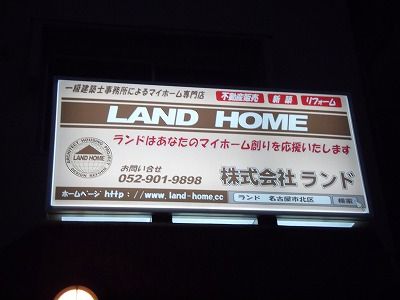 一級建築士事務所によるマイホーム専門店 不動産販売 新築 リフォーム
LAND HOME
ランドはあなたのマイホーム創りを応援いたします
LAND HOME
お問い合せ
052-901-9898
株式会社 ランド
ホームページ http://www.land-home.cc
ランド 名古屋市北区 検索